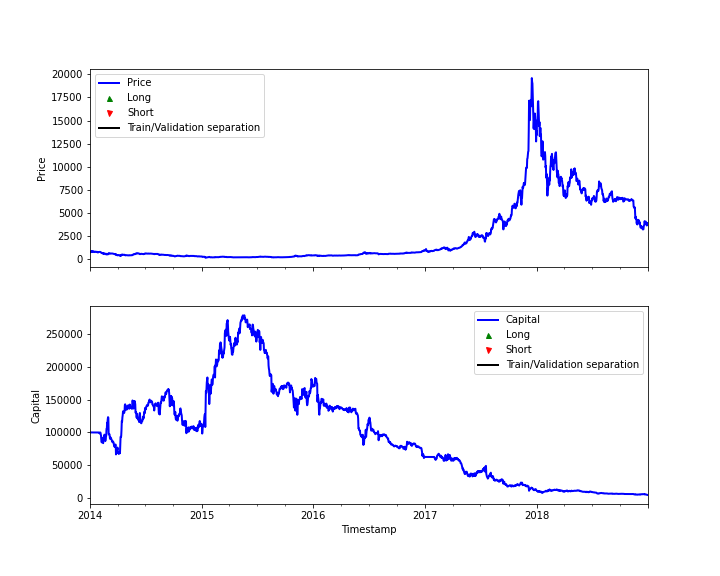 20000
17500
15000
12500
10000
7500
5000
2500
0
Price
Price
Long
Short
Train/Validation separation
250000
200000
150000
100000
50000
0
Capital
Capital
Long
Short
Train/Validation separation
2014 2015 2016 2017 2018
Timestamp